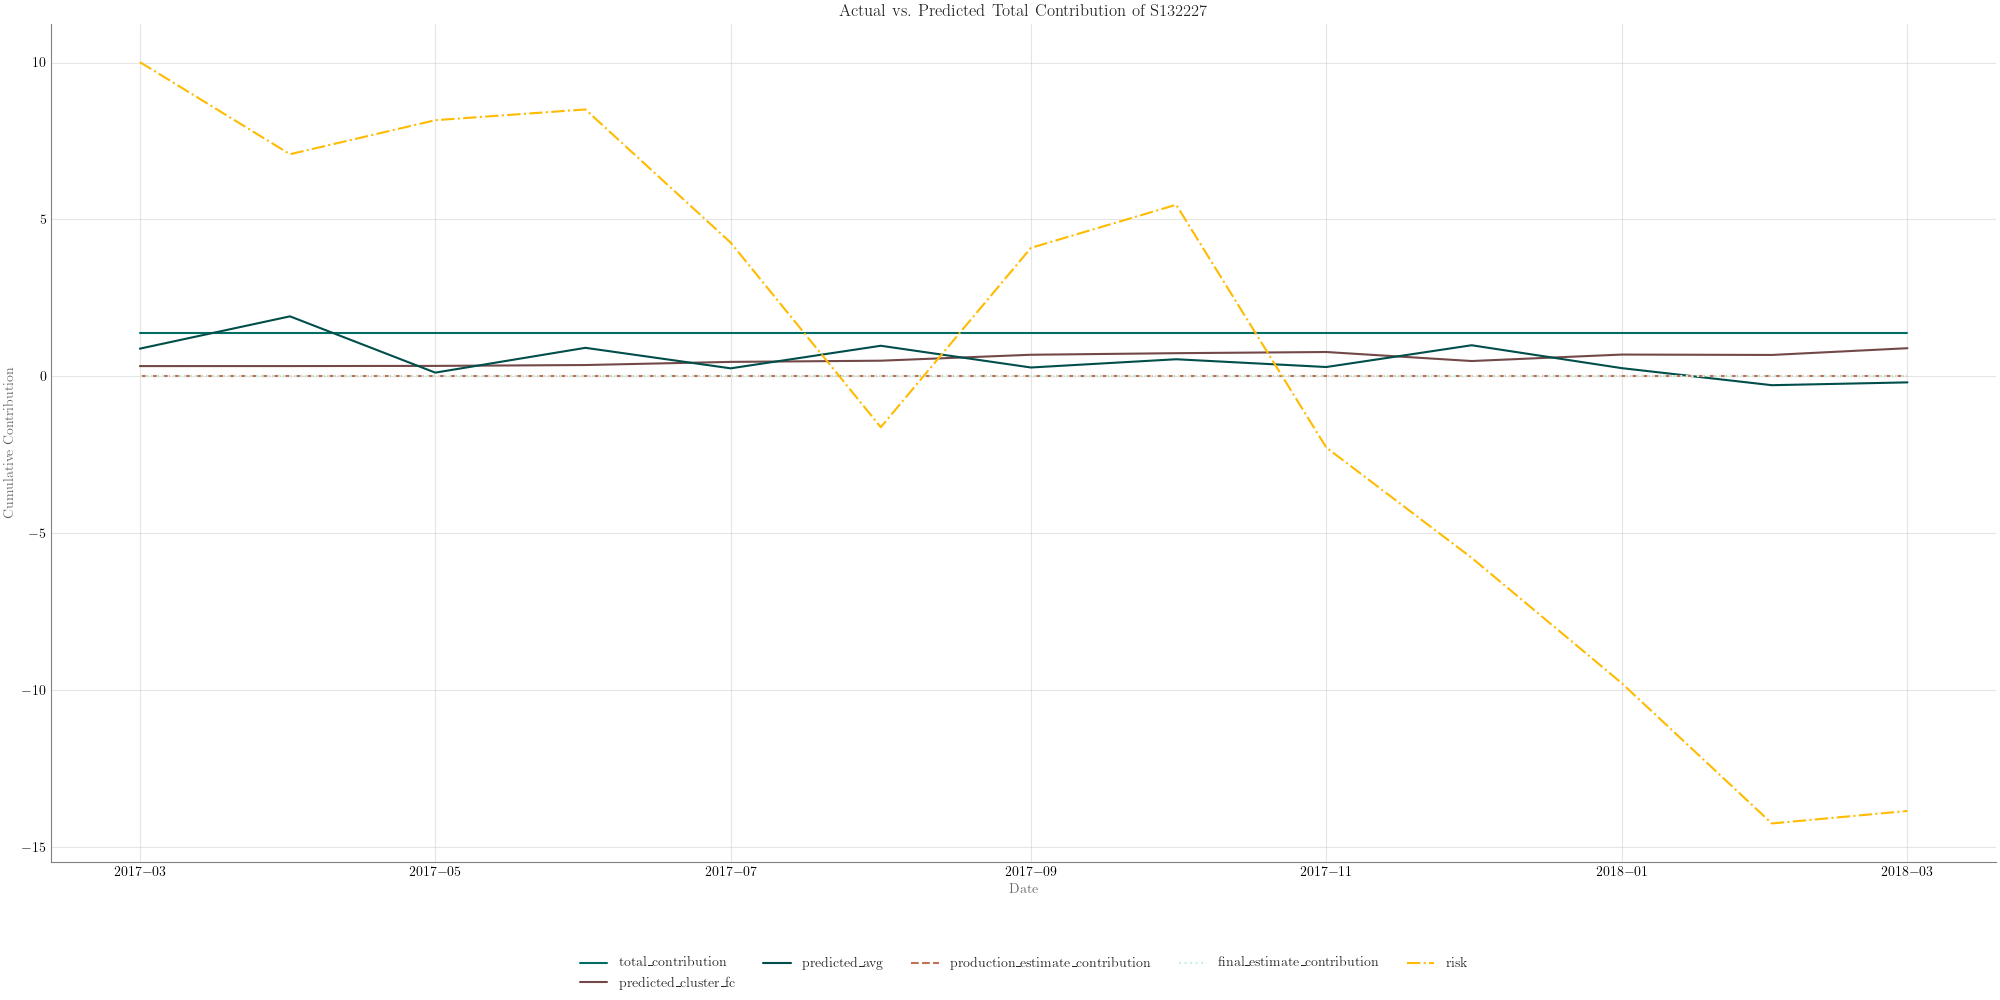 Actual vs. Predicted Total Contribution of S132227
Cumulative Contribution
10
5
0
−5
−10
−15
2017−03 2017−05 2017−07 2017−09 2017−11 2018−01 2018−03
Date
total_contribution predicted_avg production_estimate_contribution final_estimate_contribution risk
predicted_cluster_fc